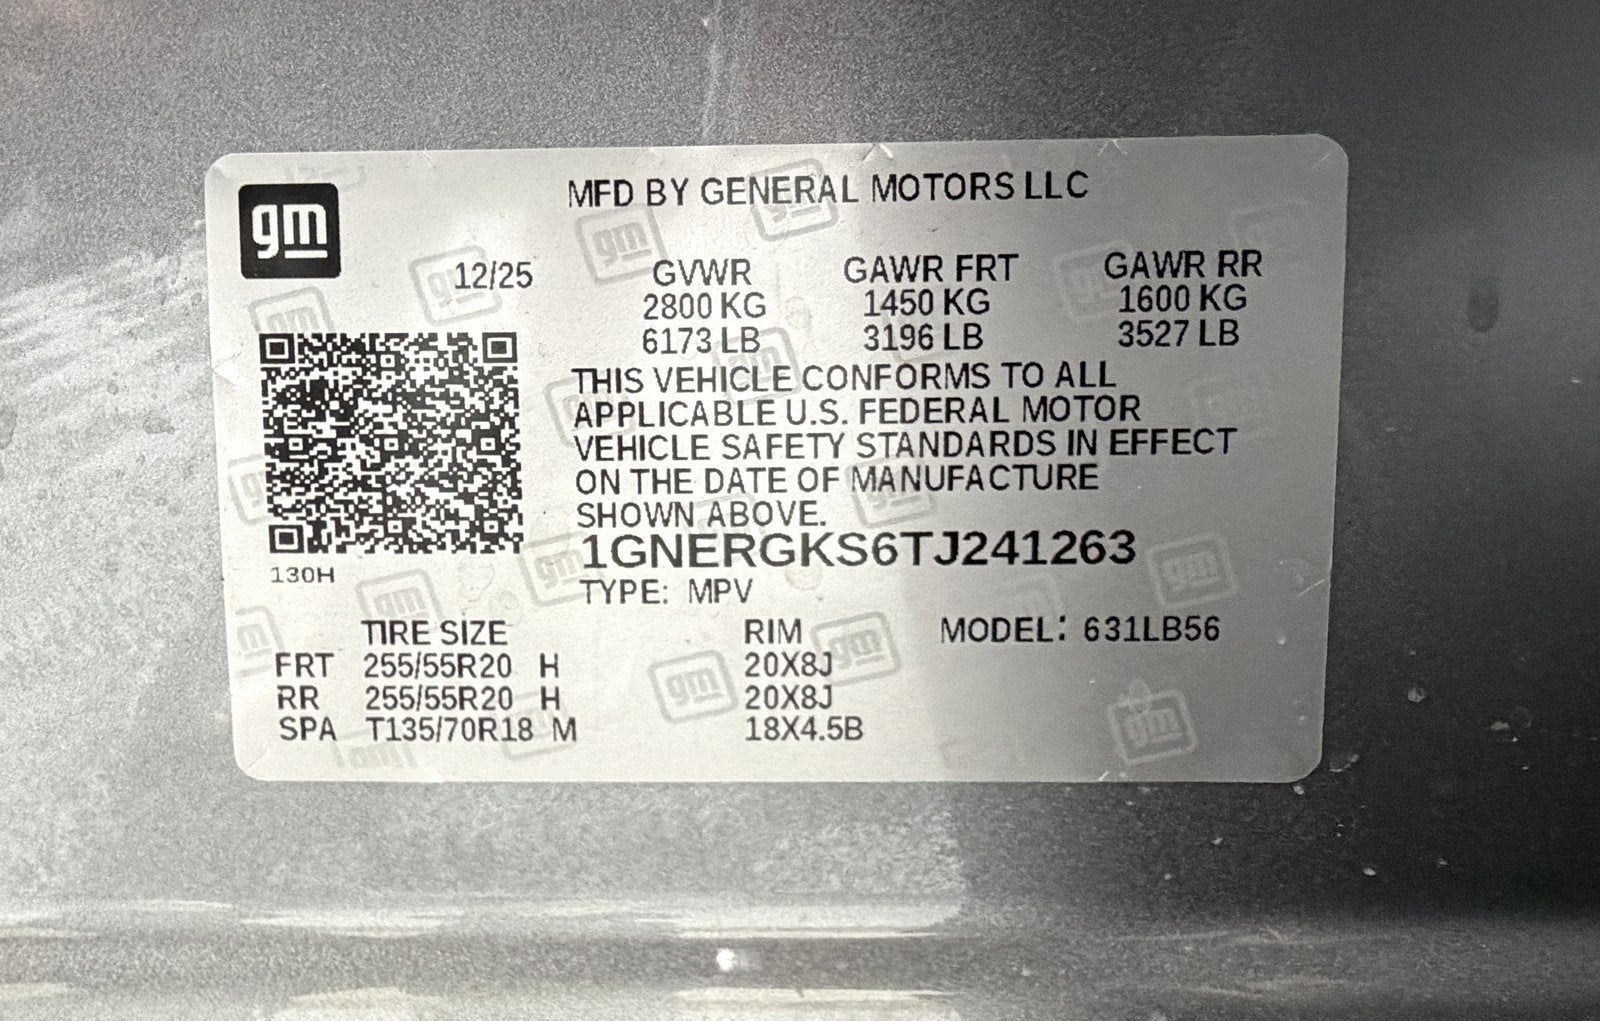 gm
MFD BY GENERAL MOTORS LLC
12/25 GVWR GAWR FRT GAWR RR
2800 KG 1450 KG 1600 KG
6173 LB 3196 LB 3527 LB
THIS VEHICLE CONFORMS TO ALL
APPLICABLE U.S. FEDERAL MOTOR
VEHICLE SAFETY STANDARDS IN EFFECT
ON THE DATE OF MANUFACTURE
SHOWN ABOVE.
1GNERGKS6TJ241263
130H
TYPE: MPV
TIRE SIZE RIM MODEL: 631LB56
FRT 255/55R20 H 20X8J
RR 255/55R20 H 20X8J
SPA T135/70R18 M 18X4.5B